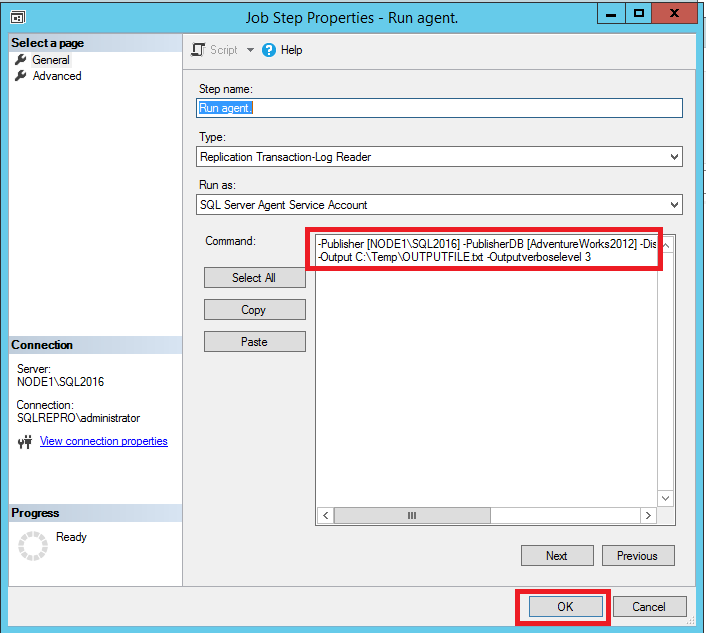 Job Step Properties - Run agent.
Select a page
General
Advanced
Script
Help
Step name:
Run agent.
Type:
Replication Transaction-Log Reader
Run as:
SQL Server Agent Service Account
Command:
-Publisher [NODE1\SQL2016] -PublisherDB [AdventureWorks2012] -Dis
-Output C:\Temp\OUTPUTFILE.txt -Outputverboselevel 3
Select All
Copy
Paste
Connection
Server:
NODE1\SQL2016
Connection:
SQLREPRO\administrator
View connection properties
Progress
Ready
Next
Previous
OK
Cancel